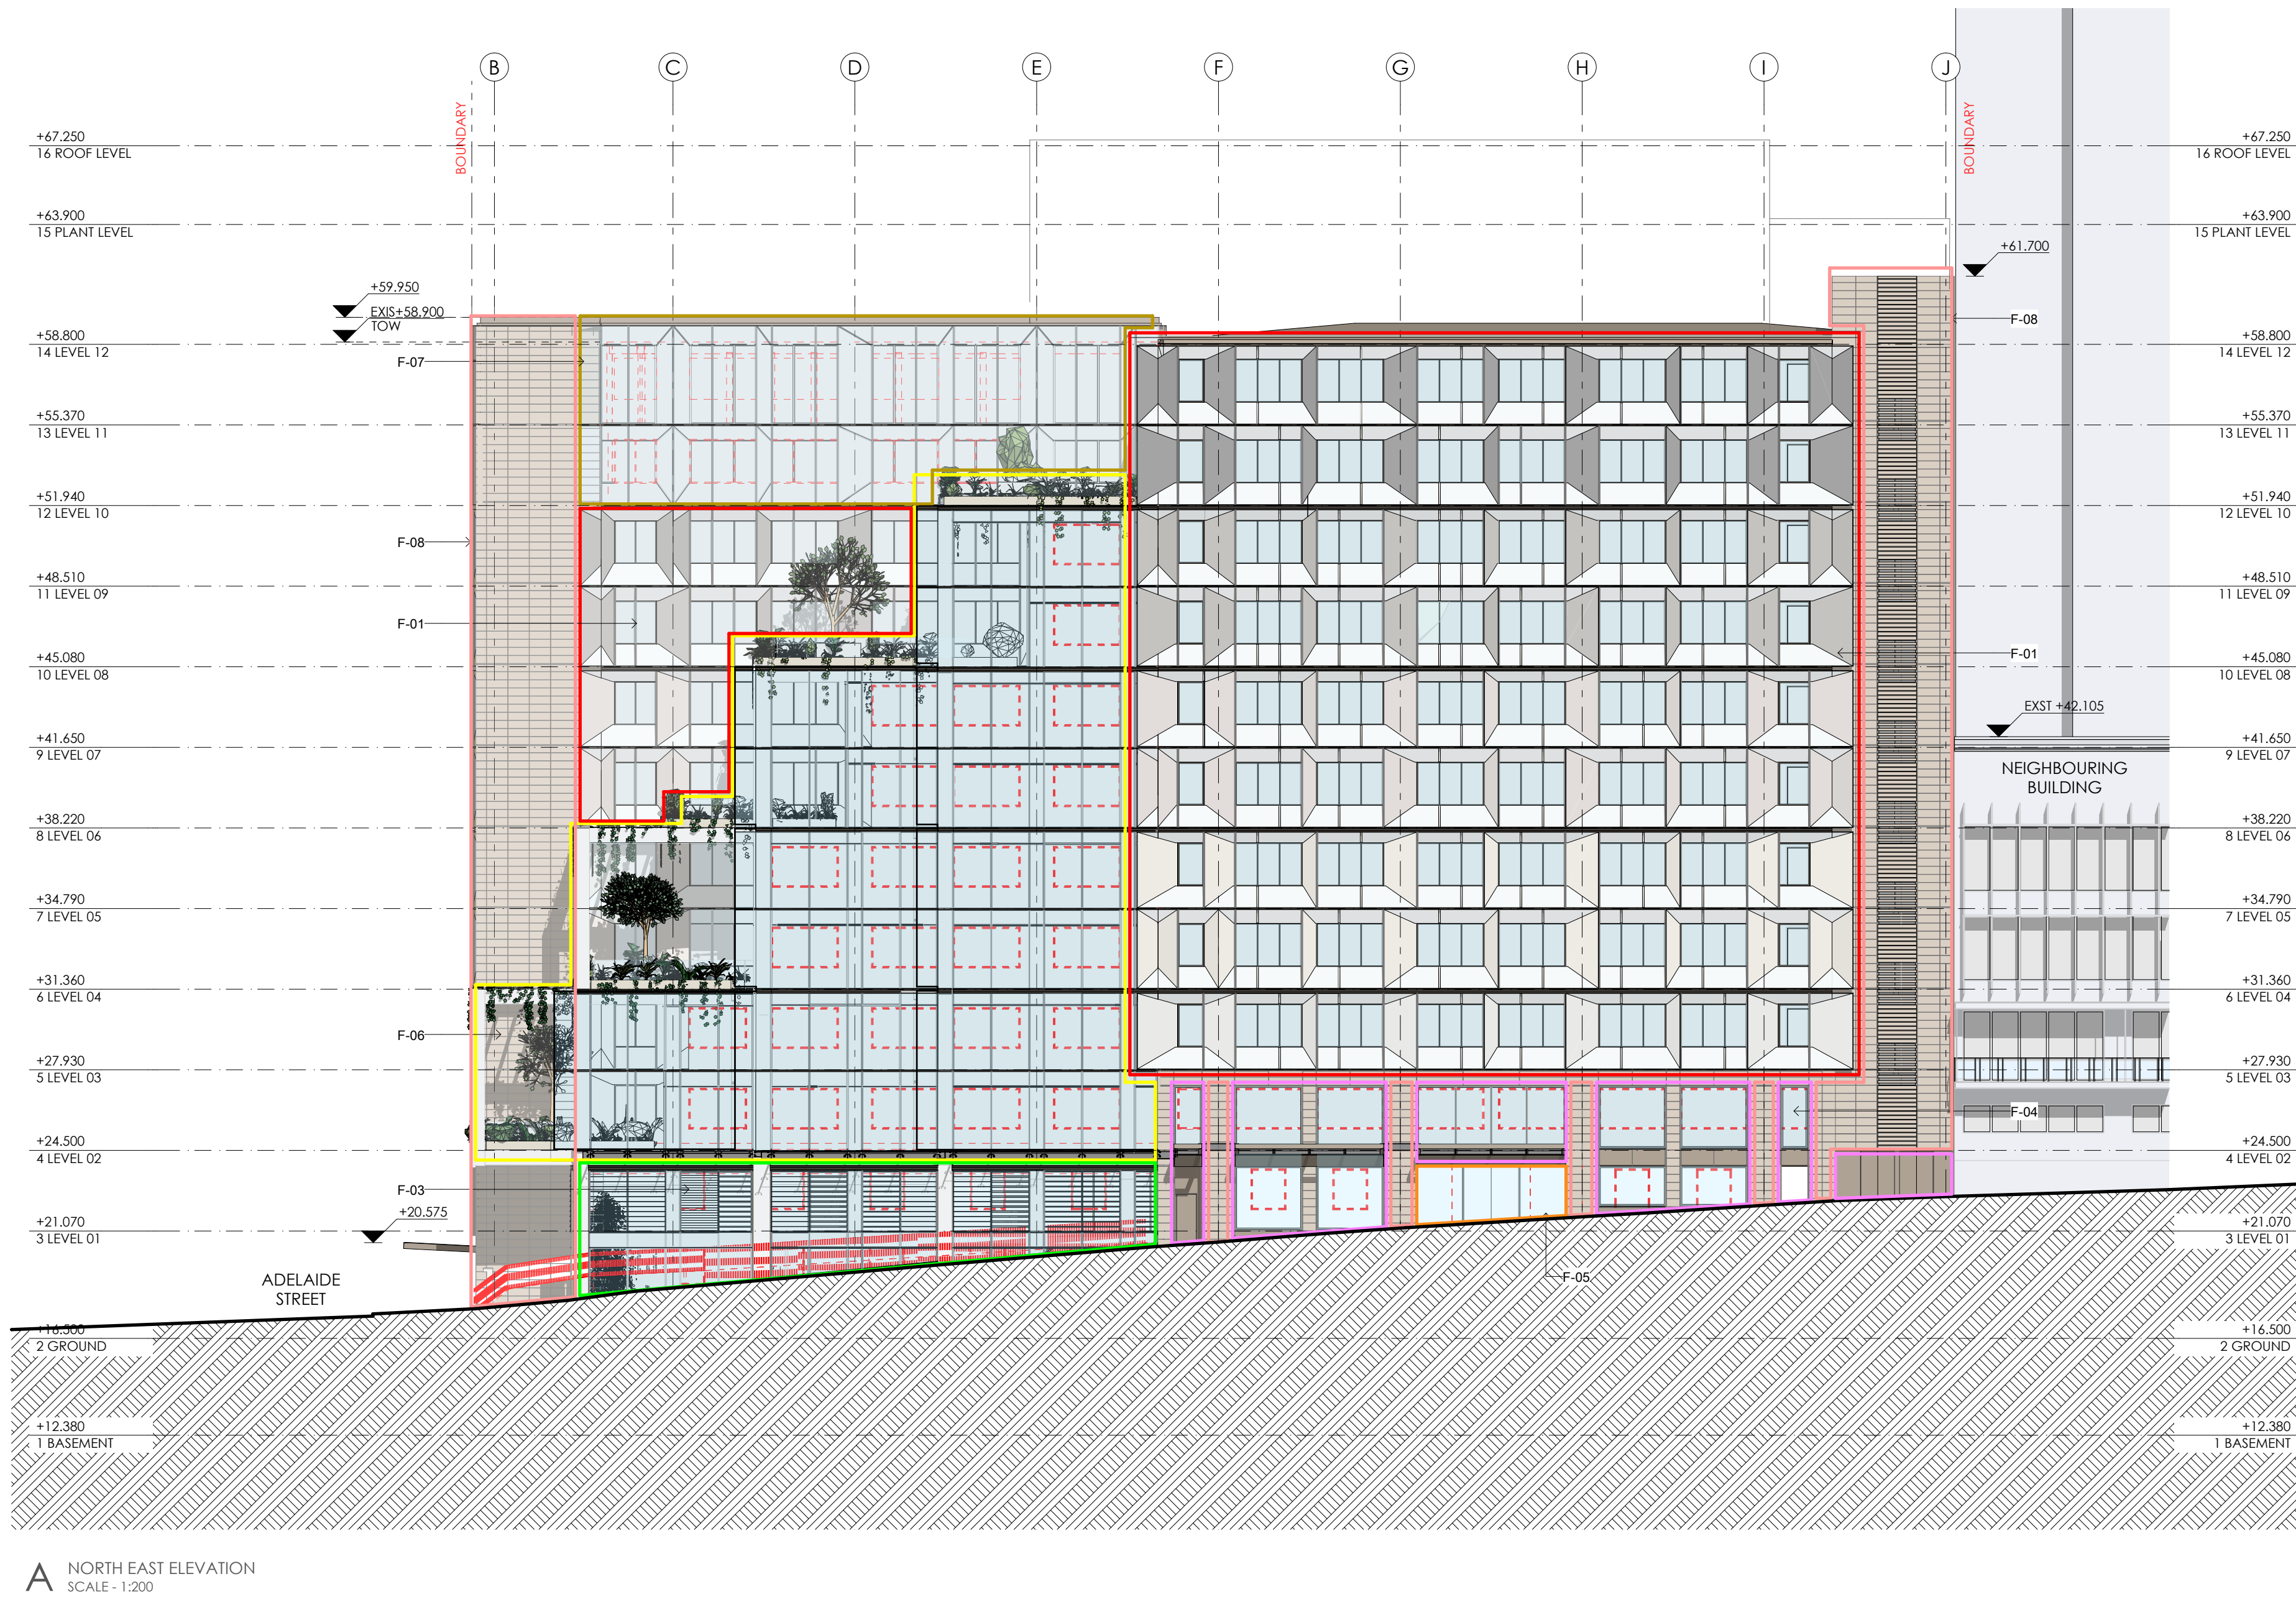 B C D E F G H I J
BOUNDARY
BOUNDARY
+67.250
16 ROOF LEVEL
+67.250
16 ROOF LEVEL
+63.900
15 PLANT LEVEL
+63.900
15 PLANT LEVEL
+61.700
+59.950
EXIS+58.900
TOW
F-08
+58.800
14 LEVEL 12
+58.800
14 LEVEL 12
F-07
+55.370
13 LEVEL 11
+55.370
13 LEVEL 11
+51.940
12 LEVEL 10
+51.940
12 LEVEL 10
F-08
+48.510
11 LEVEL 09
+48.510
11 LEVEL 09
F-01
F-01
+45.080
10 LEVEL 08
+45.080
10 LEVEL 08
EXST +42.105
+41.650
9 LEVEL 07
+41.650
9 LEVEL 07
NEIGHBOURING
BUILDING
+38.220
8 LEVEL 06
+38.220
8 LEVEL 06
+34.790
7 LEVEL 05
+34.790
7 LEVEL 05
+31.360
6 LEVEL 04
+31.360
6 LEVEL 04
F-06
+27.930
5 LEVEL 03
+27.930
5 LEVEL 03
F-04
+24.500
4 LEVEL 02
+24.500
4 LEVEL 02
F-03
+20.575
+21.070
3 LEVEL 01
+21.070
3 LEVEL 01
F-05
ADELAIDE
STREET
+16.500
2 GROUND
+16.500
2 GROUND
+12.380
1 BASEMENT
+12.380
1 BASEMENT
A NORTH EAST ELEVATION
SCALE - 1:200